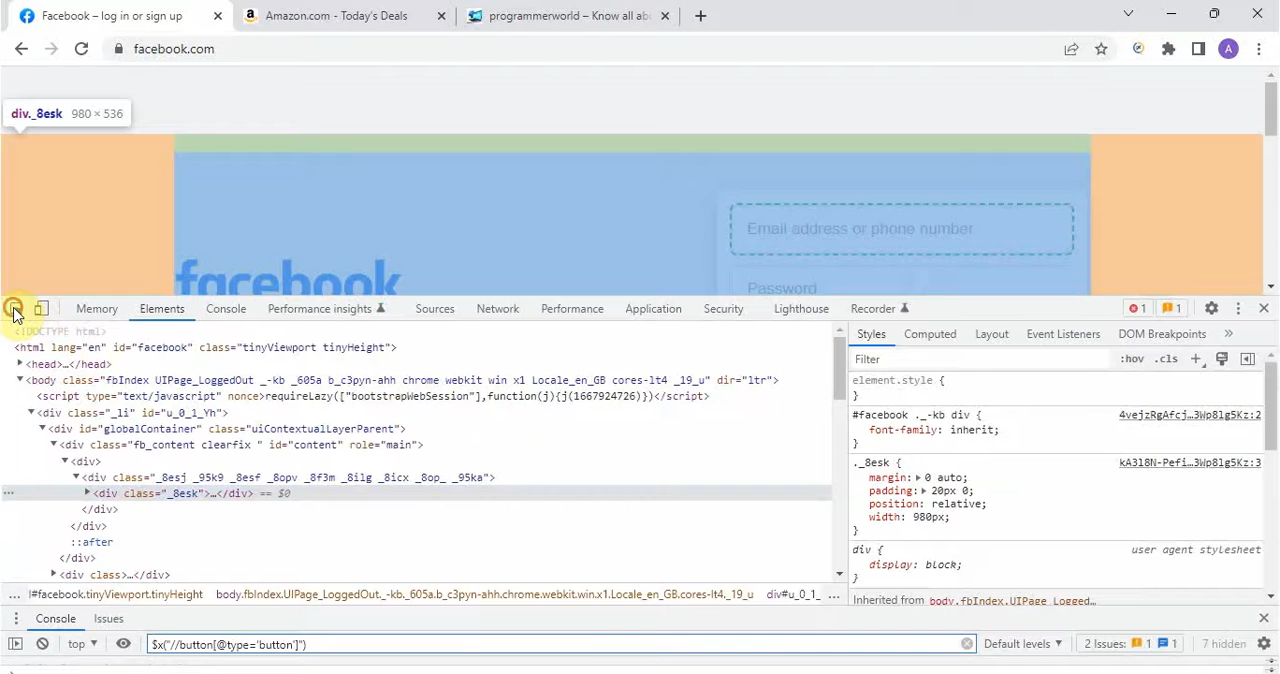 Facebook – log in or sign up
Amazon.com - Today's Deals
programmerworld – Know all abo
facebook.com
A
div._8esk 980 × 536
Email address or phone number
facebook
Password
Memory Elements Console Performance insights Sources Network Performance Application Security Lighthouse Recorder 1 1
<!DOCTYPE html>
<html lang="en" id="facebook" class="tinyViewport tinyHeight">
<head>…</head>
<body class="fbIndex UIPage_LoggedOut _-kb _605a b_c3pyn-ahh chrome webkit win x1 Locale_en_GB cores-lt4 _19_u" dir="ltr">
<script type="text/javascript" nonce>requireLazy(["bootstrapWebSession"],function(j){j(1667924726)})</script>
<div class="_li" id="u_0_1_Yh">
<div id="globalContainer" class="uiContextualLayerParent">
<div class="fb_content clearfix " id="content" role="main">
<div>
<div class="_8esj _95k9 _8esf _8opv _8f3m _8ilg _8icx _8op_ _95ka">
… <div class="_8esk">…</div> == $0
</div>
</div>
::after
</div>
<div class>…</div>
… l#facebook.tinyViewport.tinyHeight body.fbIndex.UIPage_LoggedOut._-kb._605a.b_c3pyn-ahh.chrome.webkit.win.x1.Locale_en_GB.cores-lt4._19_u div#u_0_1_ …
Styles Computed Layout Event Listeners DOM Breakpoints »
Filter :hov .cls +
element.style {
#facebook ._-kb div { 4vejzRgAfcj…3Wp8lg5Kz:2
font-family: inherit;
}
._8esk { kA3l8N-Pefi…3Wp8lg5Kz:3
margin: 0 auto;
padding: 20px 0;
position: relative;
width: 980px;
}
div { user agent stylesheet
display: block;
}
Inherited from body.fbIndex.UIPage_Logged…
Console Issues
top $x("//button[@type='button']") Default levels 2 Issues: 1 1 7 hidden